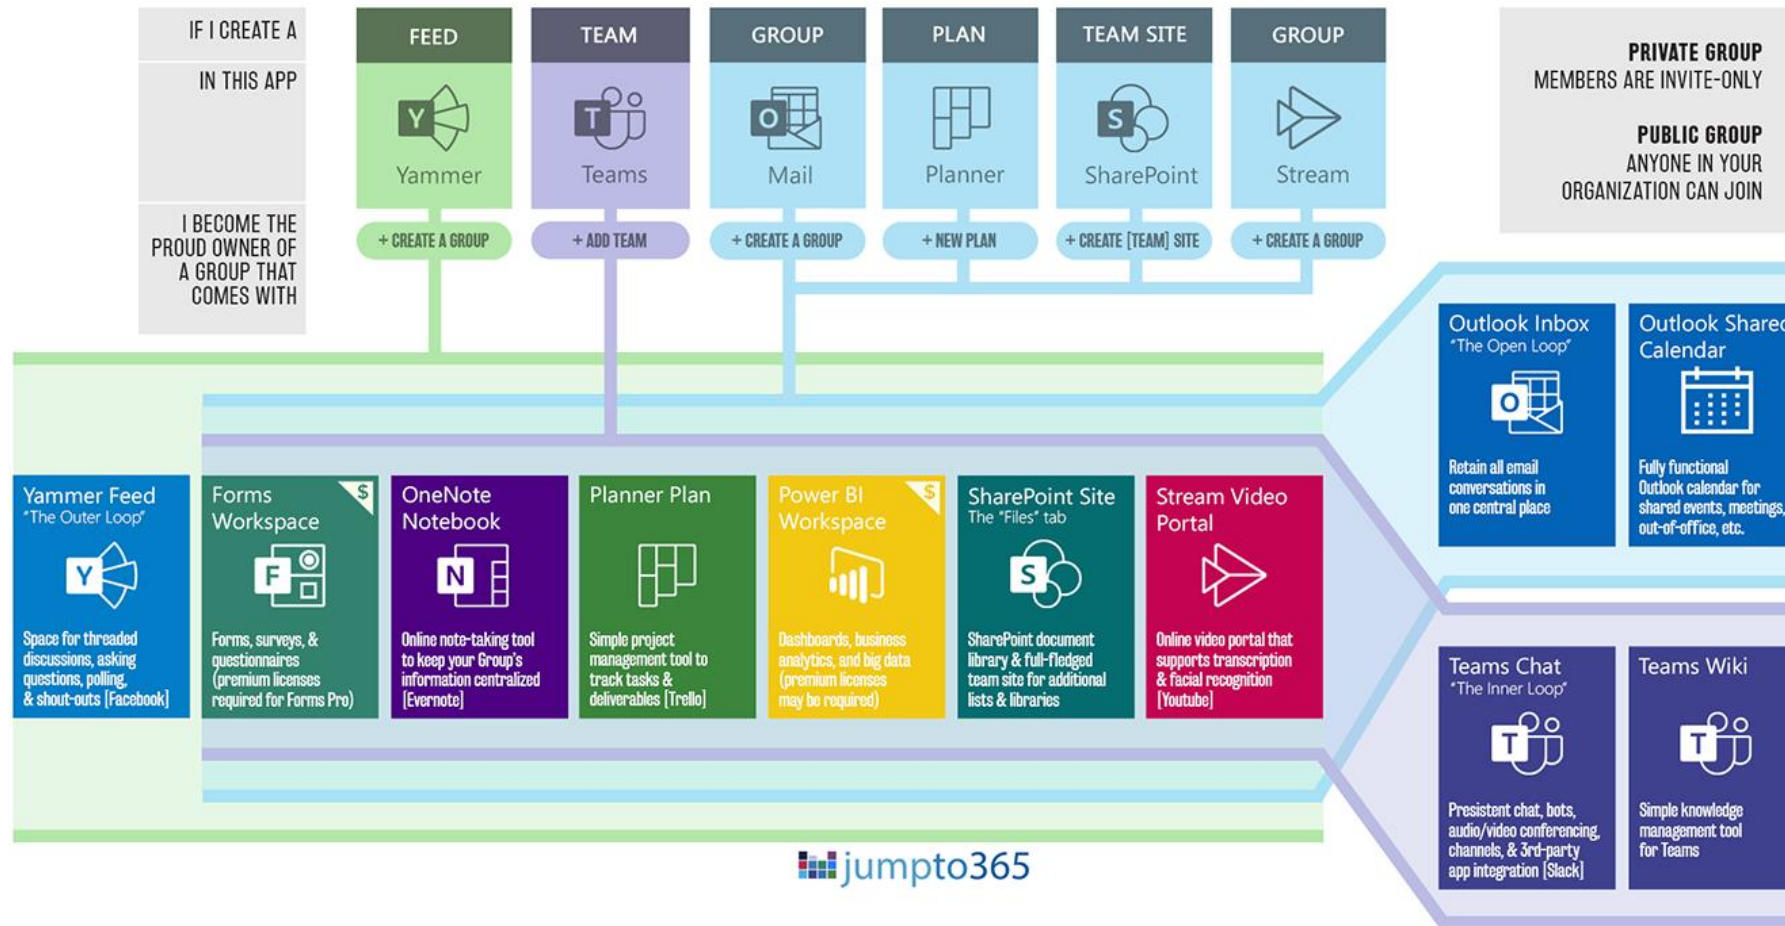 IF I CREATE A
FEED
TEAM
GROUP
PLAN
TEAM SITE
GROUP
IN THIS APP
Y
Yammer
T
Teams
O
Mail
Planner
S
SharePoint
Stream
I BECOME THE
PROUD OWNER OF
A GROUP THAT
COMES WITH
+ CREATE A GROUP
+ ADD TEAM
+ CREATE A GROUP
+ NEW PLAN
+ CREATE [TEAM] SITE
+ CREATE A GROUP
PRIVATE GROUP
MEMBERS ARE INVITE-ONLY
PUBLIC GROUP
ANYONE IN YOUR
ORGANIZATION CAN JOIN
Outlook Inbox
"The Open Loop"
O
Retain all email
conversations in
one central place
Outlook Shared
Calendar
Fully functional
Outlook calendar for
shared events, meetings,
out-of-office, etc.
Yammer Feed
"The Outer Loop"
Y
Space for threaded
discussions, asking
questions, polling,
& shout-outs [Facebook]
Forms
Workspace
$
F
Forms, surveys, &
questionnaires
(premium licenses
required for Forms Pro)
OneNote
Notebook
N
Online note-taking tool
to keep your Group's
information centralized
[Evernote]
Planner Plan
Simple project
management tool to
track tasks &
deliverables [Trello]
Power BI
Workspace
$
Dashboards, business
analytics, and big data
(premium licenses
may be required)
SharePoint Site
The "Files" tab
S
SharePoint document
library & full-fledged
team site for additional
lists & libraries
Stream Video
Portal
Online video portal that
supports transcription
& facial recognition
[Youtube]
Teams Chat
"The Inner Loop"
T
Presistent chat, bots,
audio/video conferencing,
channels, & 3rd-party
app integration [Slack]
Teams Wiki
T
Simple knowledge
management tool
for Teams
jumpto365